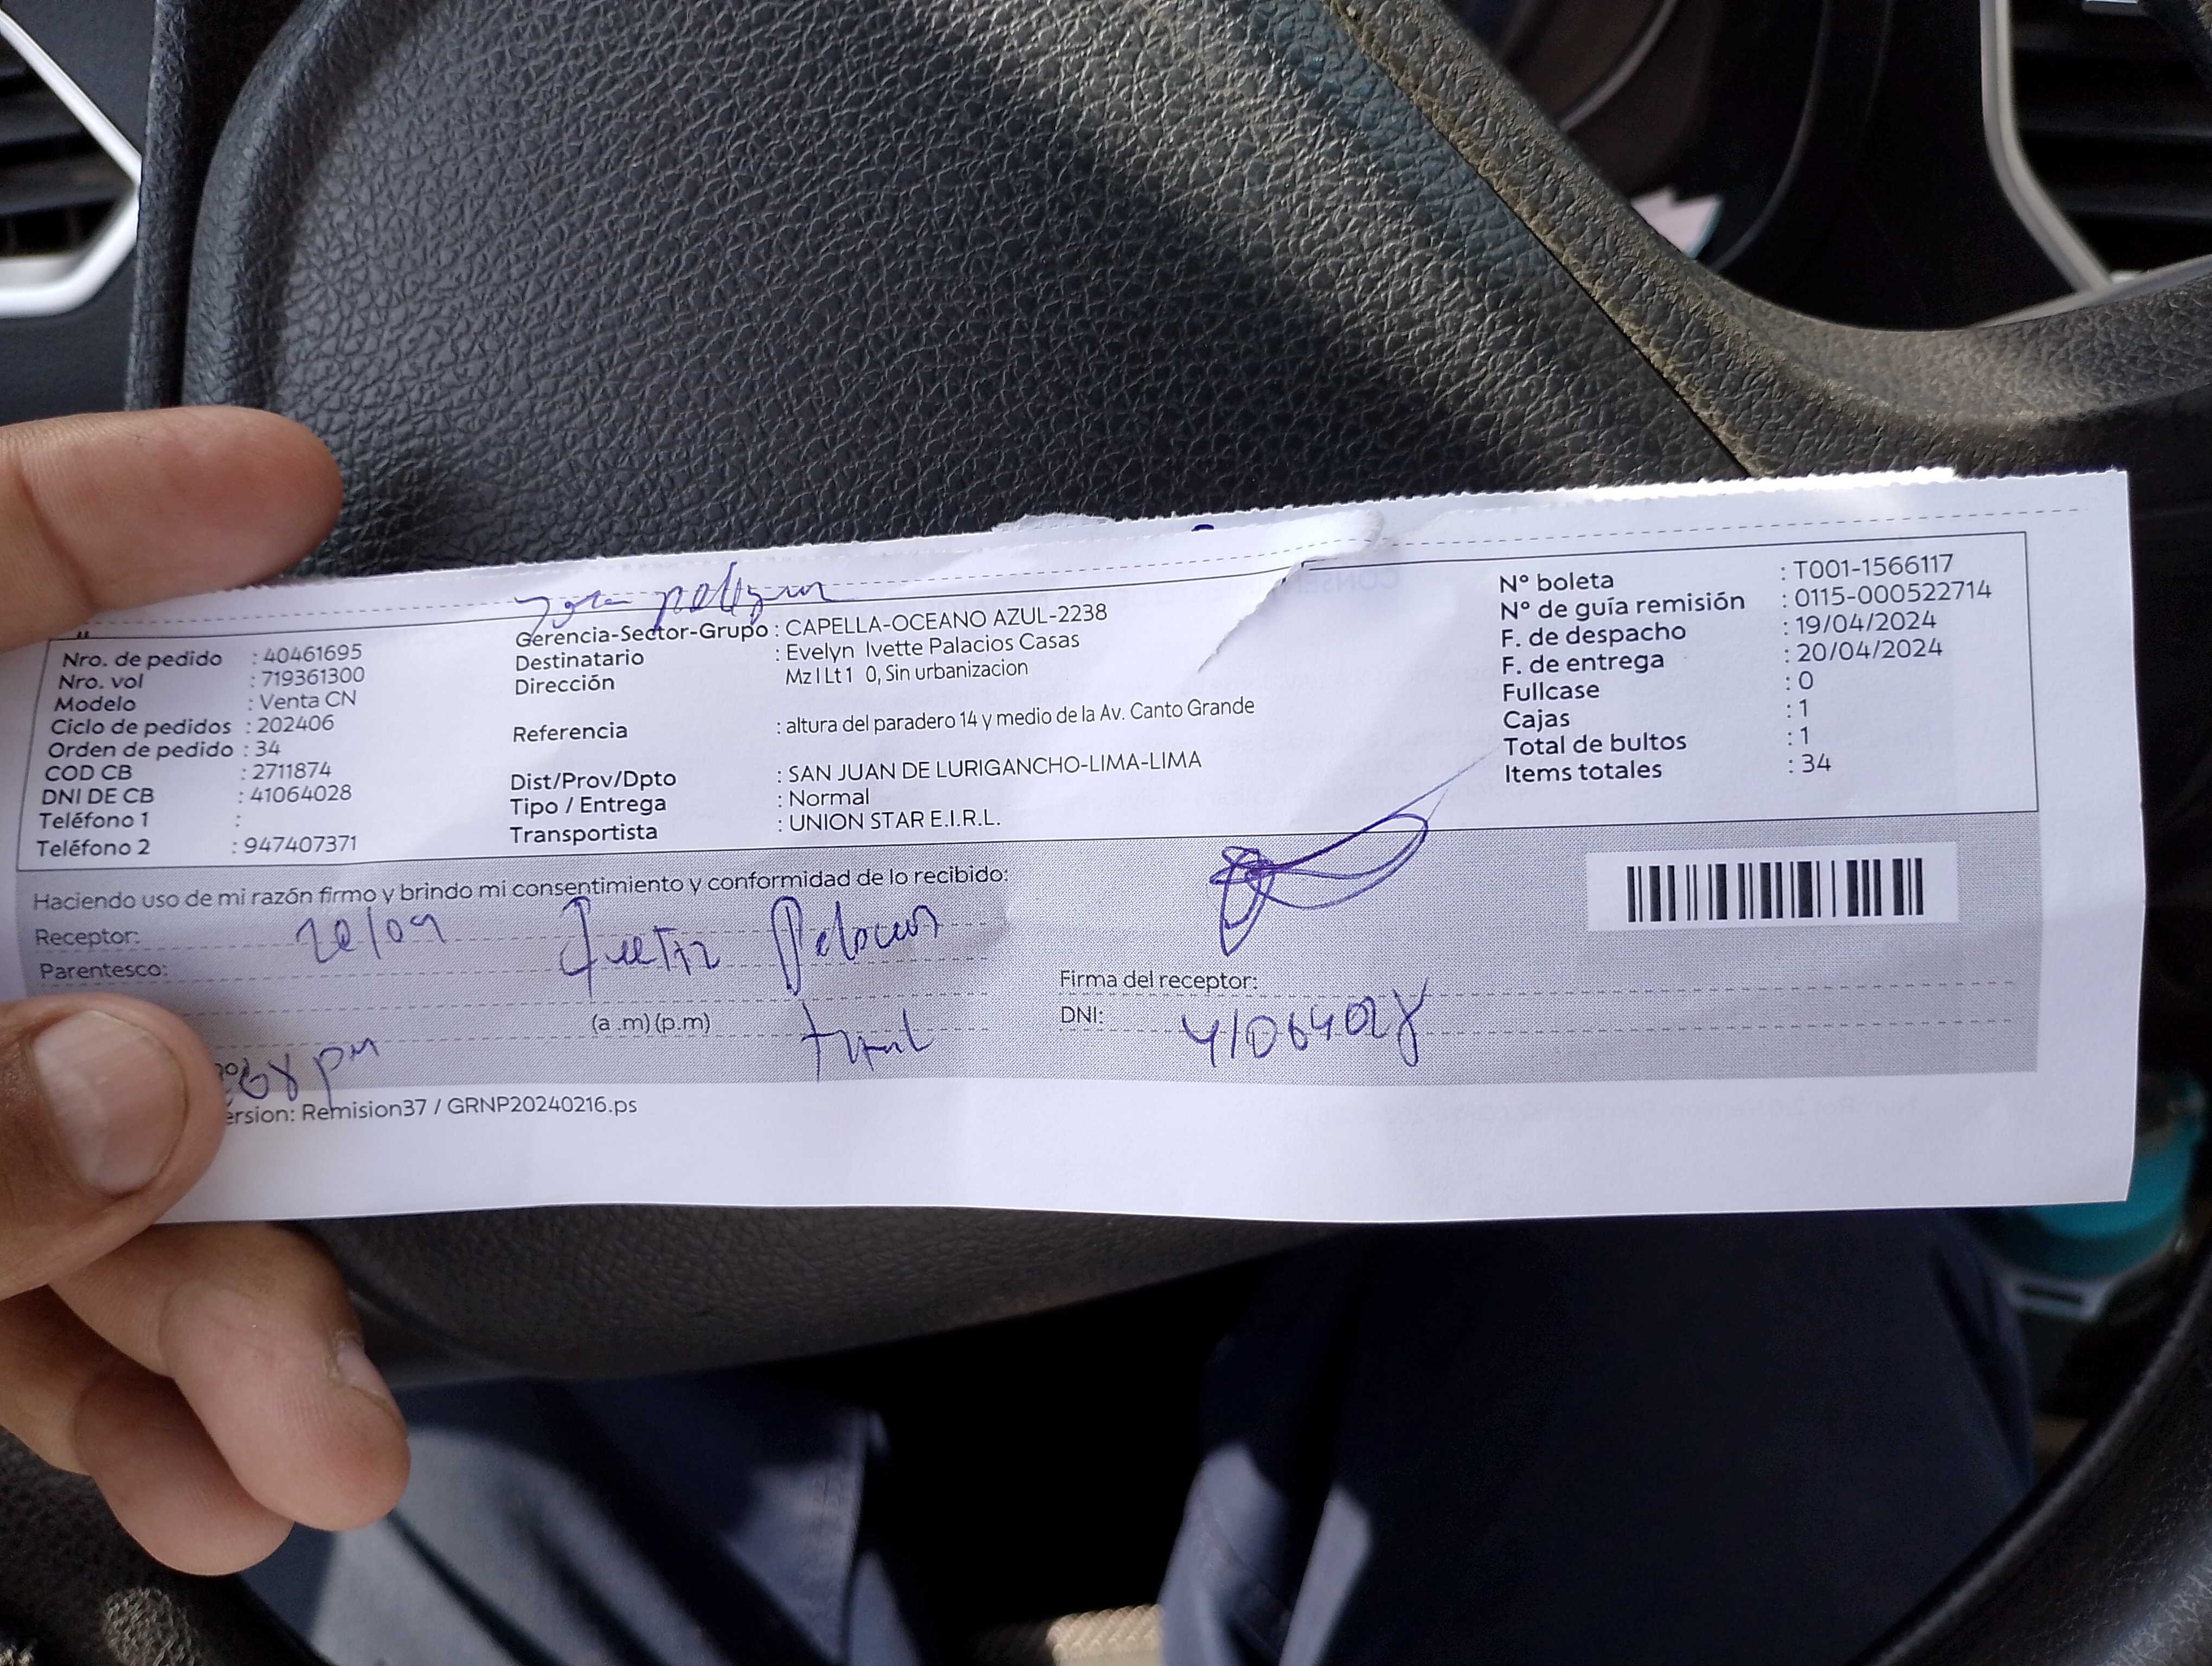 Nro. de pedido : 40461695
Nro. vol : 719361300
Modelo : Venta CN
Ciclo de pedidos : 202406
Orden de pedido : 34
COD CB : 2711874
DNI DE CB : 41064028
Teléfono 1 :
Teléfono 2 : 947407371
Gerencia-Sector-Grupo : CAPELLA-OCEANO AZUL-2238
Destinatario : Evelyn Ivette Palacios Casas
Dirección Mz I Lt 1 0, Sin urbanizacion
Referencia : altura del paradero 14 y medio de la Av. Canto Grande
Dist/Prov/Dpto : SAN JUAN DE LURIGANCHO-LIMA-LIMA
Tipo / Entrega : Normal
Transportista : UNION STAR E.I.R.L.
N° boleta : T001-1566117
N° de guía remisión : 0115-000522714
F. de despacho : 19/04/2024
F. de entrega : 20/04/2024
Fullcase : 0
Cajas : 1
Total de bultos : 1
Items totales : 34
Haciendo uso de mi razón firmo y brindo mi consentimiento y conformidad de lo recibido:
Receptor: 20/04
Parentesco:
Firma del receptor:
(a .m) (p.m)
DNI: 41064028
pm
ersion: Remision37 / GRNP20240216.ps